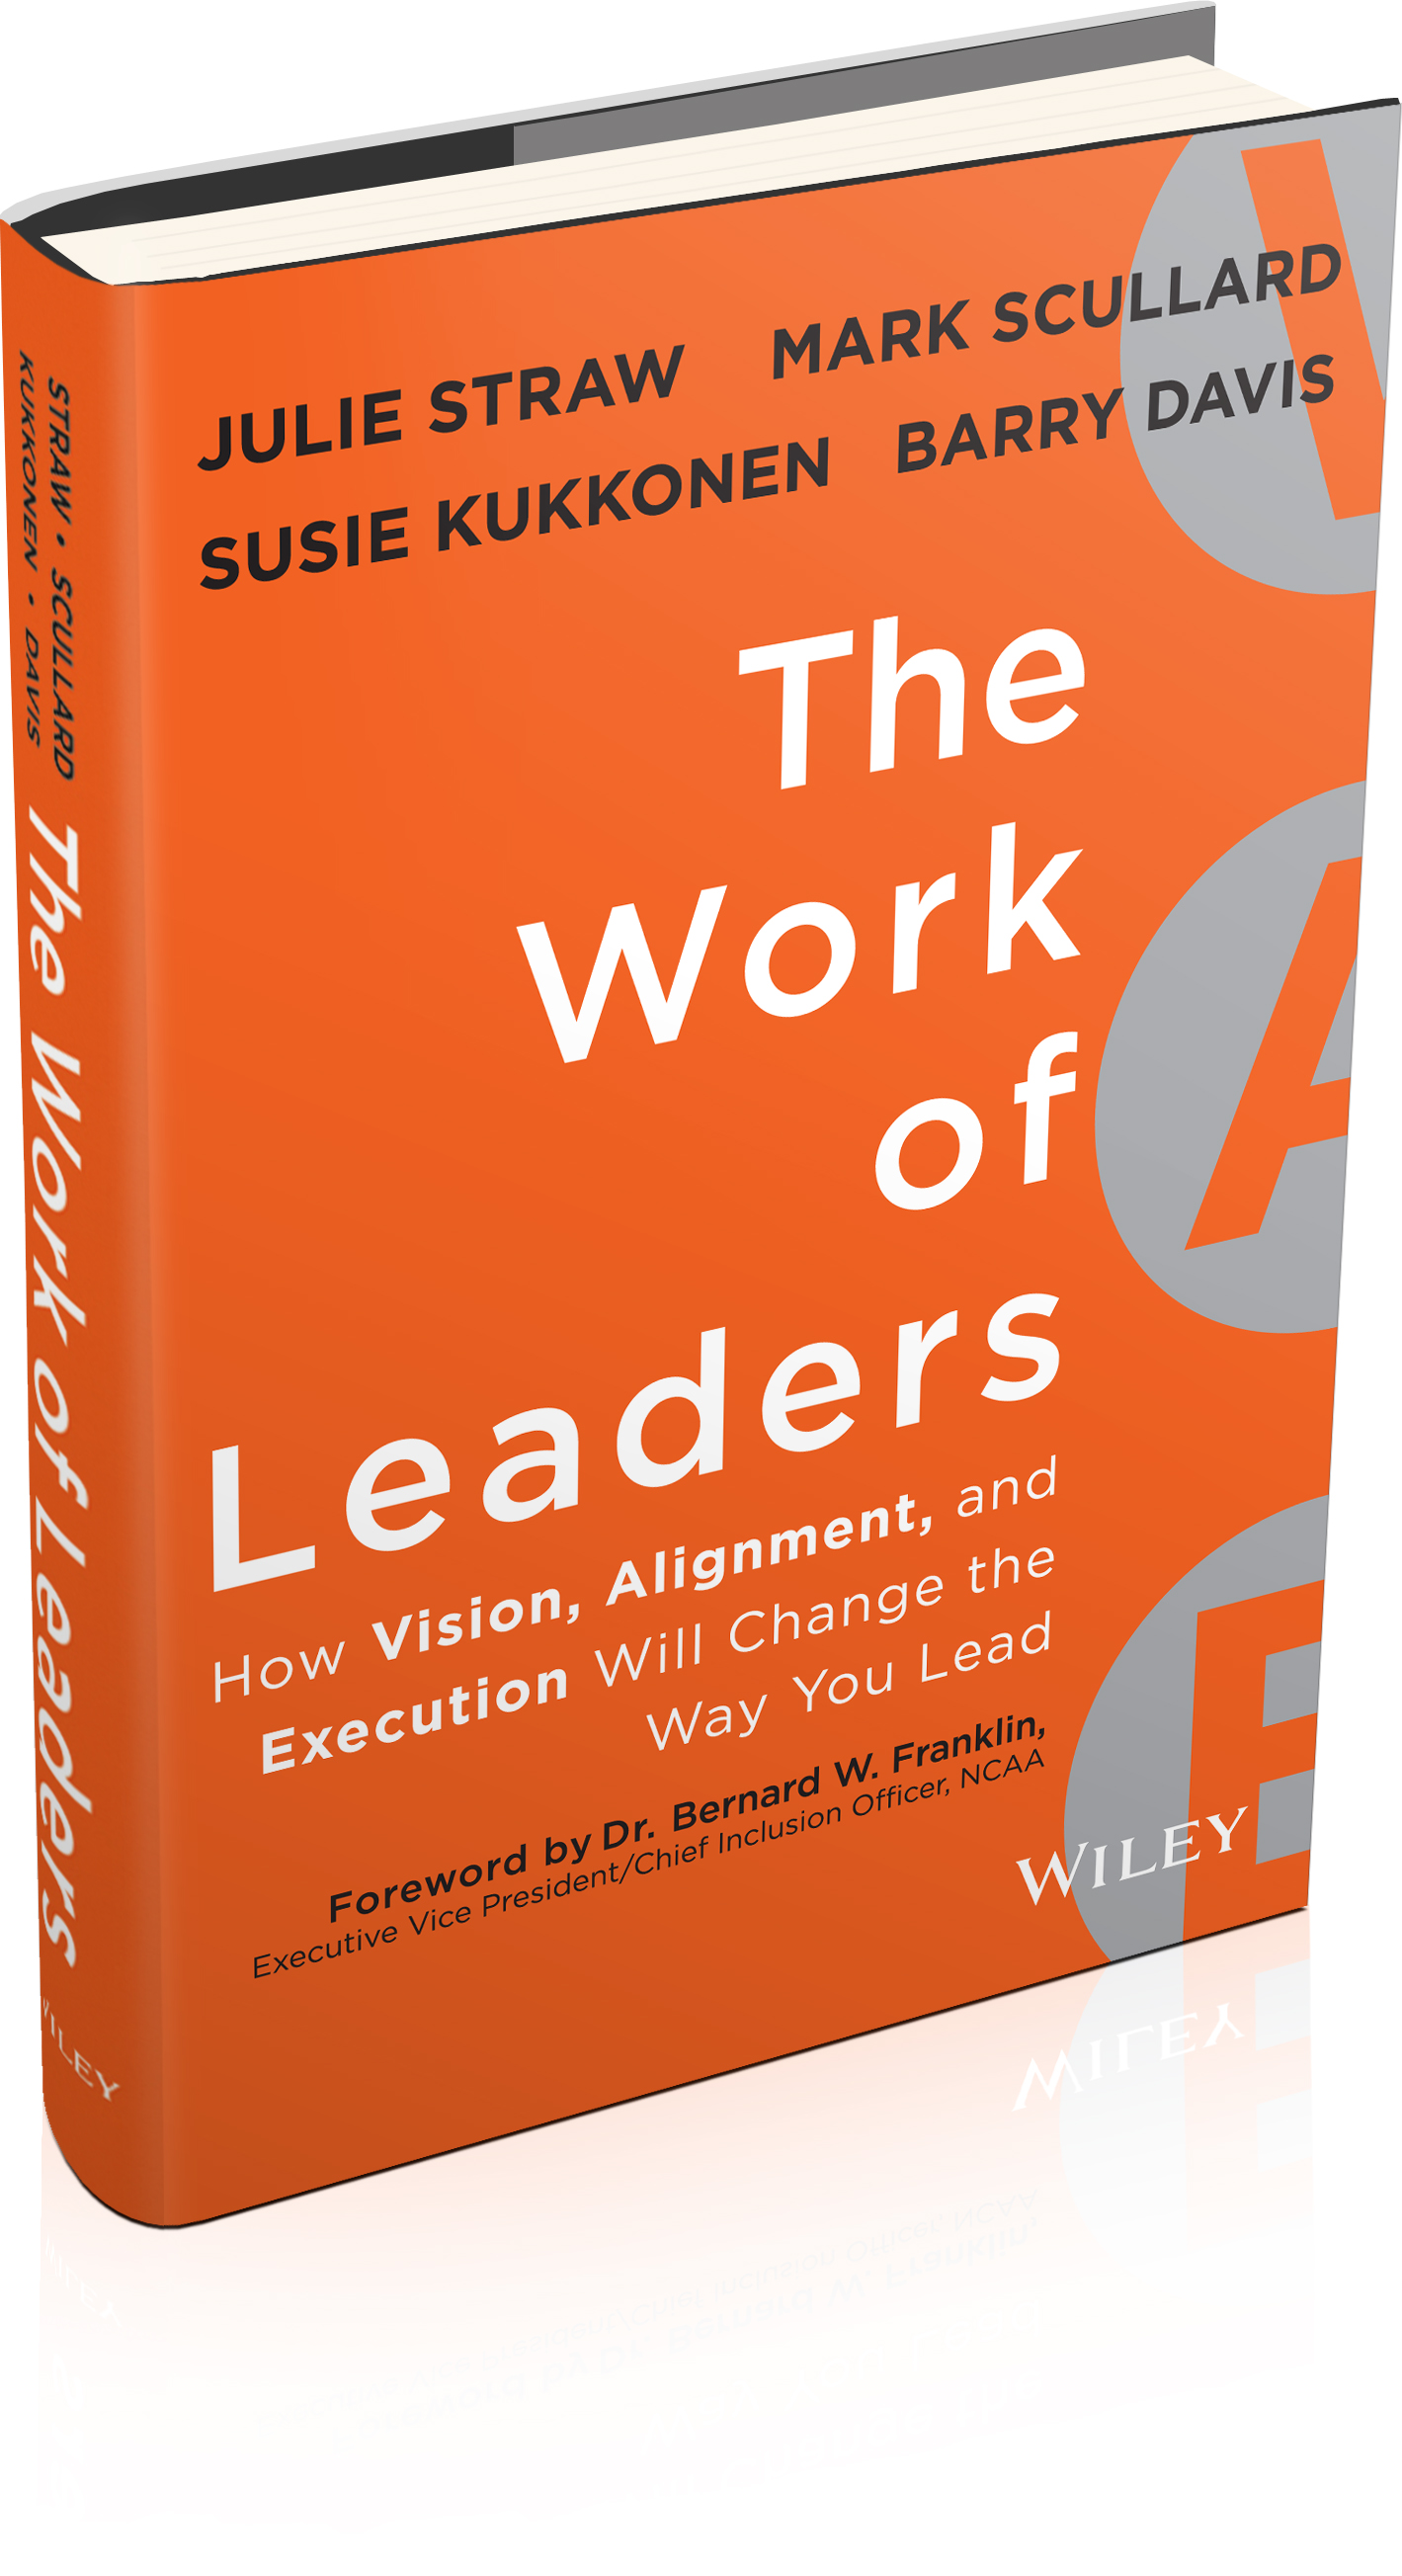 JULIE STRAW MARK SCULLARD
SUSIE KUKKONEN BARRY DAVIS
The
Work
of
Leaders
How Vision, Alignment, and
Execution Will Change the
Way You Lead
Foreword by Dr. Bernard W. Franklin,
Executive Vice President/Chief Inclusion Officer, NCAA
WILEY
V
A
E
STRAW • SCULLARD
KUKKONEN • DAVIS
The Work of Leaders
WILEY